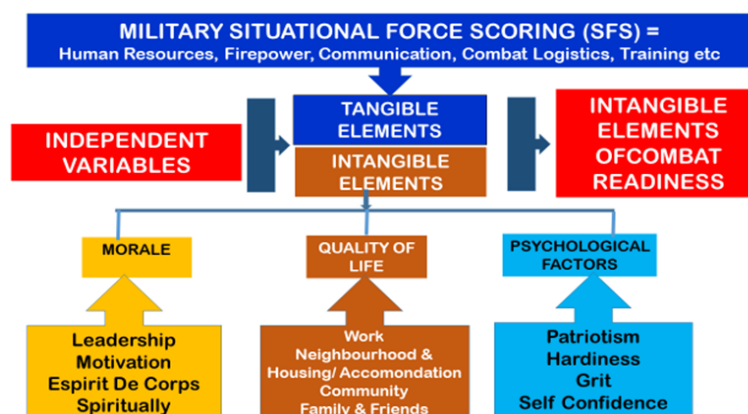 MILITARY SITUATIONAL FORCE SCORING (SFS) =
Human Resources, Firepower, Communication, Combat Logistics, Training etc
TANGIBLE
ELEMENTS
INTANGIBLE
ELEMENTS
INDEPENDENT
VARIABLES
INTANGIBLE
ELEMENTS
OFCOMBAT
READINESS
MORALE
QUALITY OF
LIFE
PSYCHOLOGICAL
FACTORS
Leadership
Motivation
Espirit De Corps
Spiritually
Work
Neighbourhood &
Housing/ Accomondation
Community
Family & Friends
Patriotism
Hardiness
Grit
Self Confidence